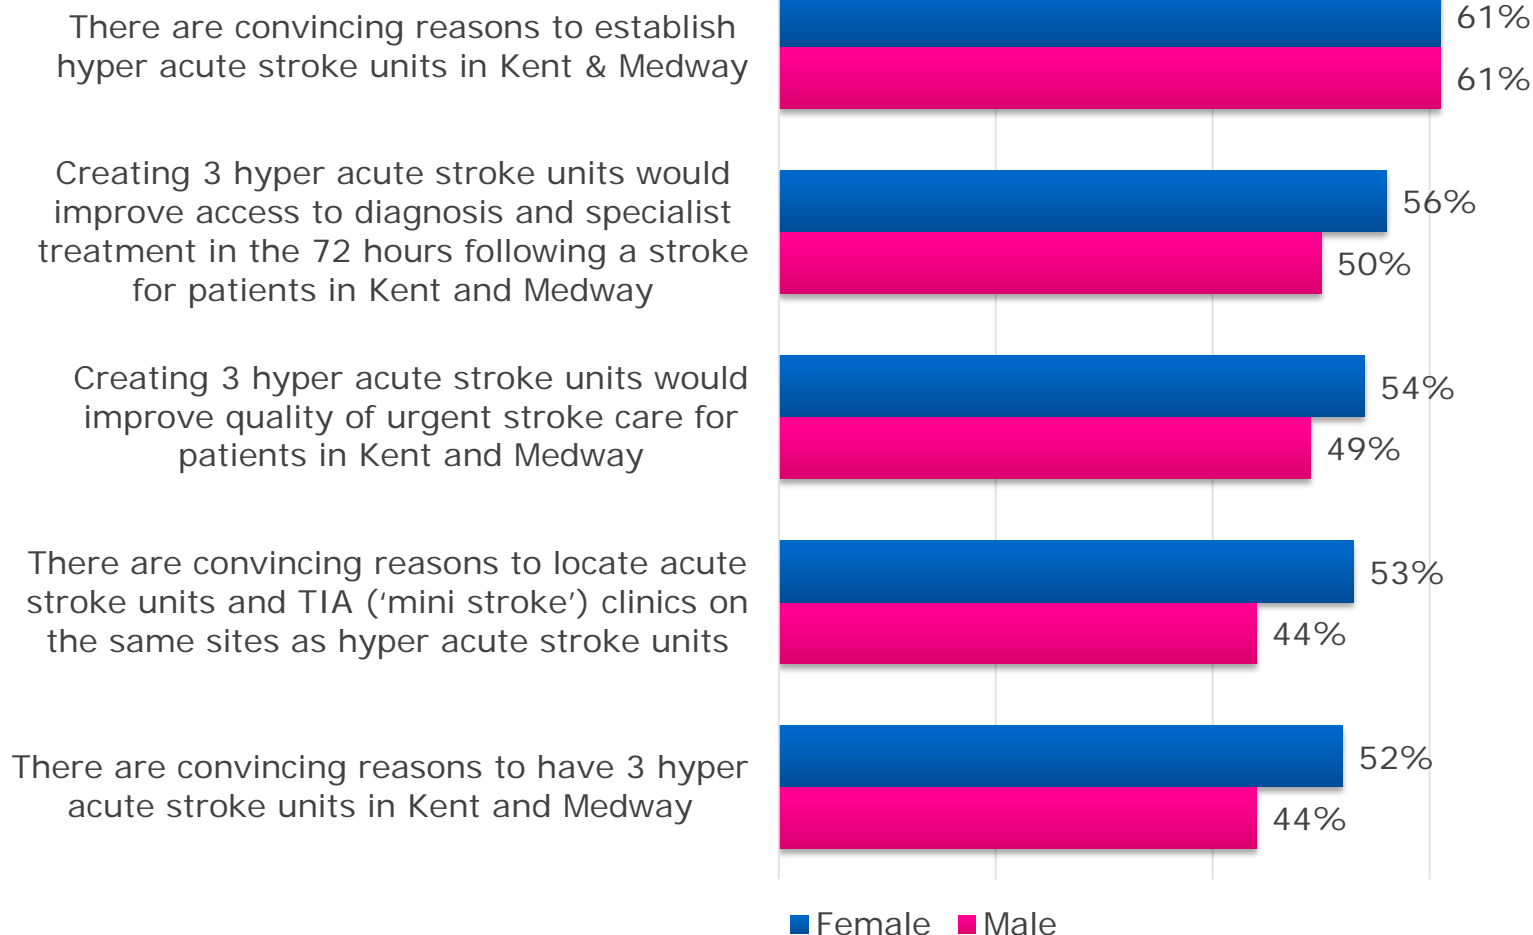 There are convincing reasons to establish
hyper acute stroke units in Kent & Medway
61%
61%
Creating 3 hyper acute stroke units would
improve access to diagnosis and specialist
treatment in the 72 hours following a stroke
for patients in Kent and Medway
56%
50%
Creating 3 hyper acute stroke units would
improve quality of urgent stroke care for
patients in Kent and Medway
54%
49%
There are convincing reasons to locate acute
stroke units and TIA (‘mini stroke’) clinics on
the same sites as hyper acute stroke units
53%
44%
There are convincing reasons to have 3 hyper
acute stroke units in Kent and Medway
52%
44%
Female Male